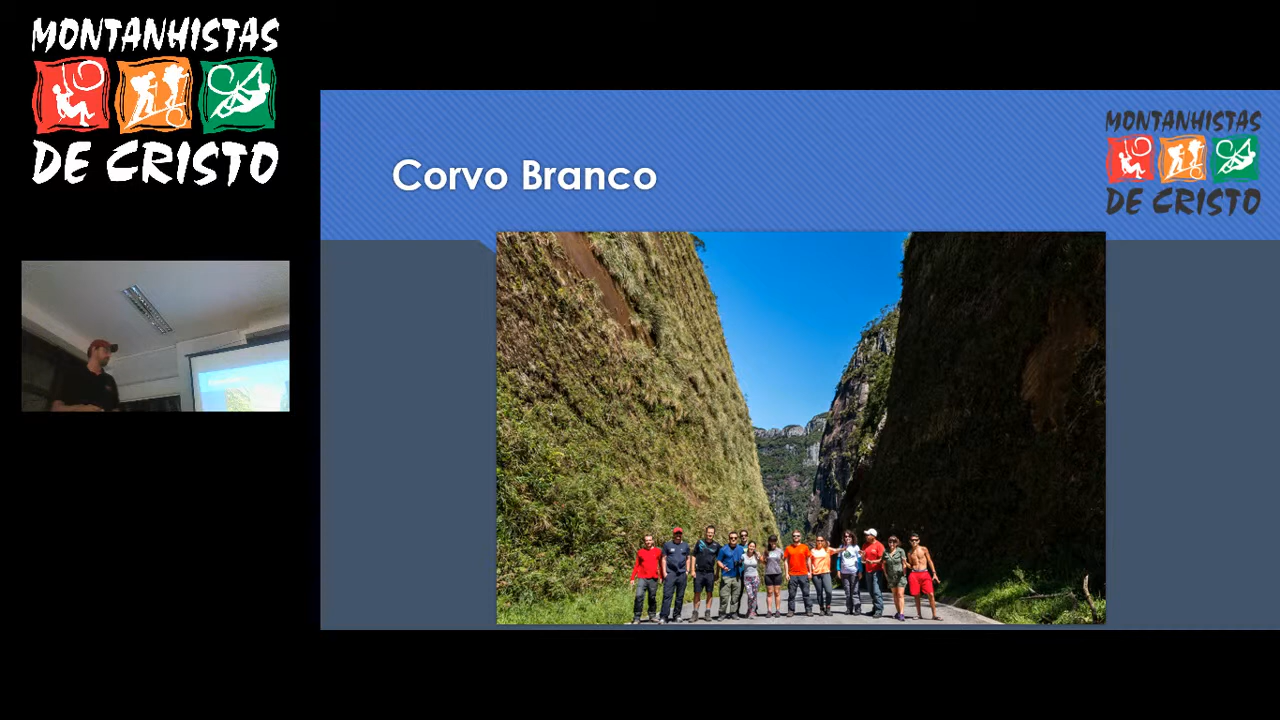 MONTANHISTAS
DE CRISTO
Corvo Branco
MONTANHISTAS
DE CRISTO